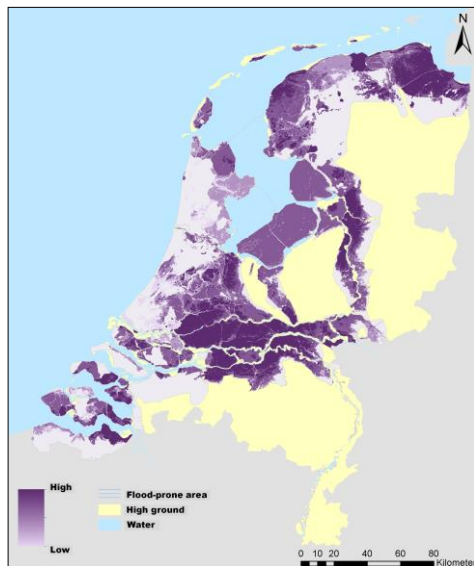 N
High
Low
Flood-prone area
High ground
Water
0 10 20 40 60 80
Kilometer